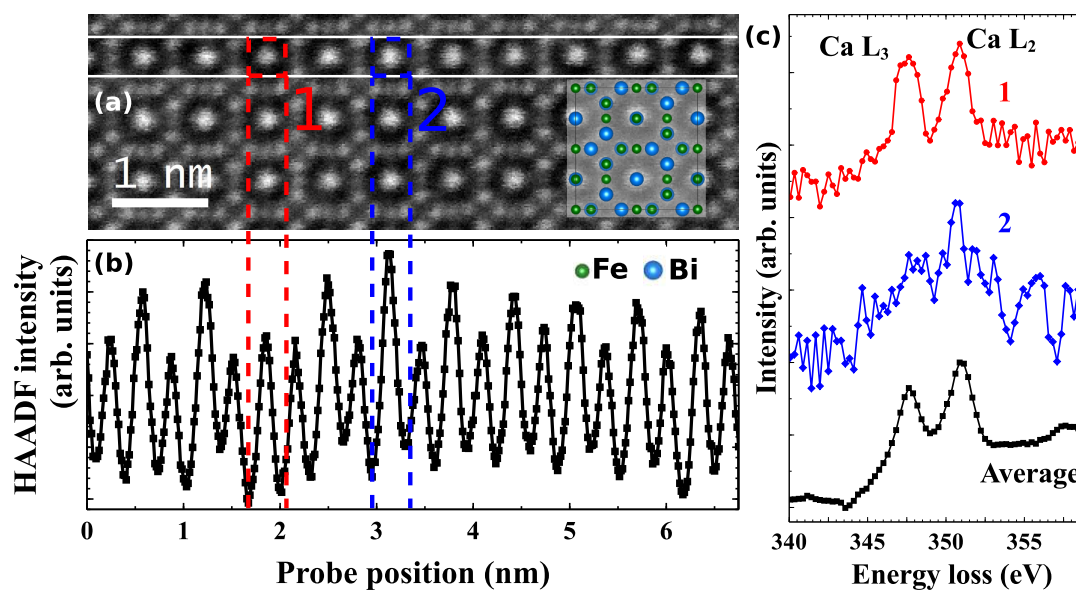 (a)
1
2
1 nm
(b)
Fe
Bi
HAADF intensity
(arb. units)
0
1
2
3
4
5
6
Probe position (nm)
(c)
Ca L3
Ca L2
1
2
Average
Intensity (arb. units)
340
345
350
355
Energy loss (eV)